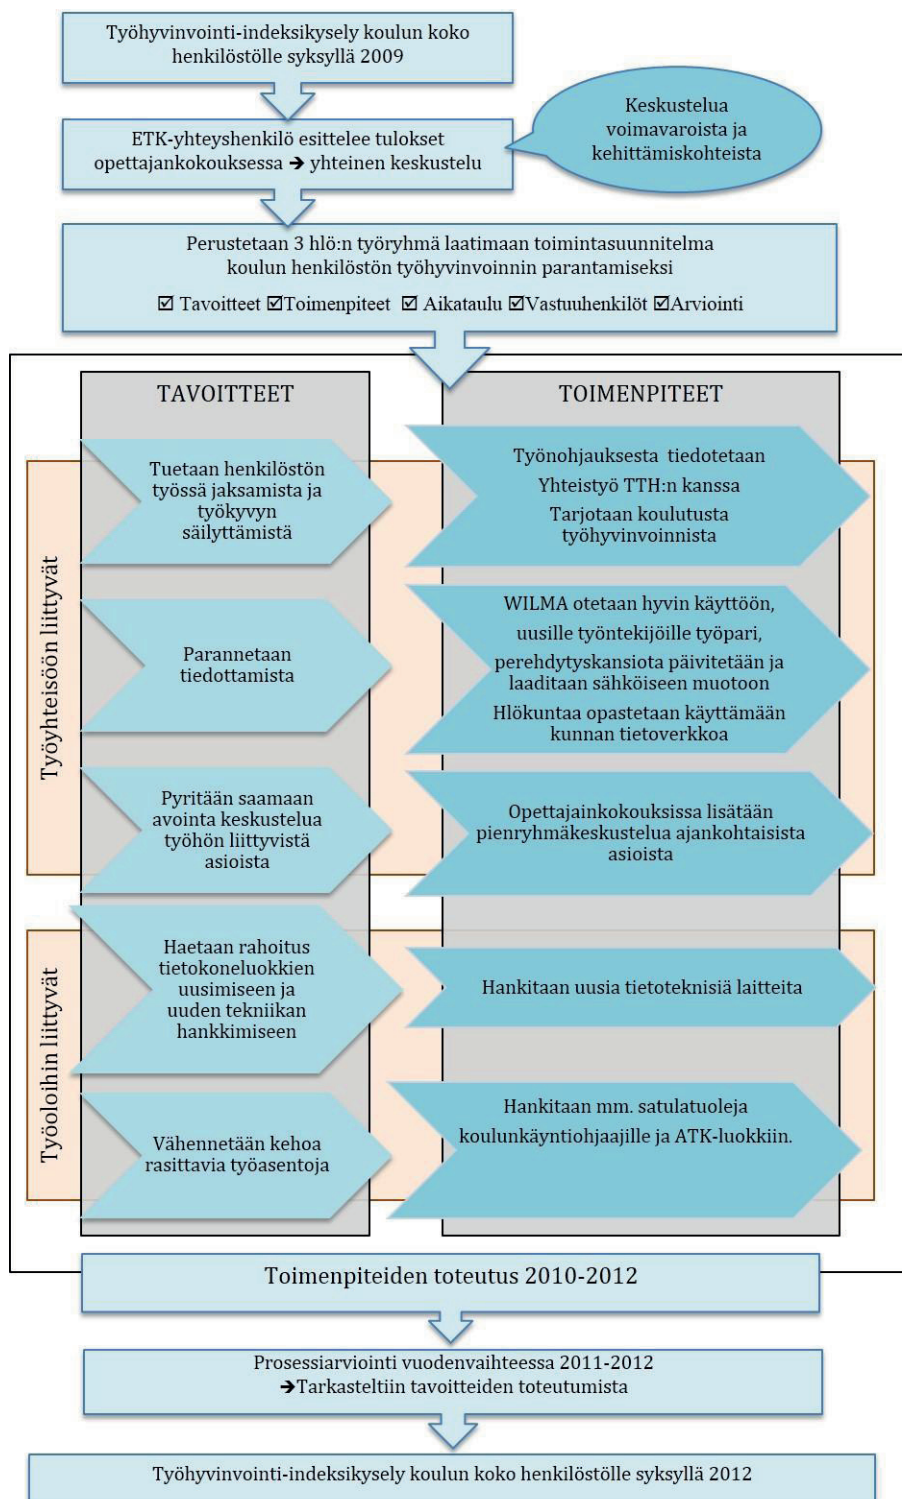 Työhyvinvointi-indeksikysely koulun koko
henkilöstölle syksyllä 2009
ETK-yhteyshenkilö esittelee tulokset
opettajankokouksessa → yhteinen keskustelu
Keskustelua
voimavaroista ja
kehittämiskohteista
Perustetaan 3 hlö:n työryhmä laatimaan toimintasuunnitelma
koulun henkilöstön työhyvinvoinnin parantamiseksi
☑ Tavoitteet ☑Toimenpiteet ☑ Aikataulu ☑Vastuuhenkilöt ☑Arviointi
TAVOITTEET
TOIMENPITEET
Työyhteisöön liittyvät
Tuetaan henkilöstön
työssä jaksamista ja
työkyvyn
säilyttämistä
Työnohjauksesta tiedotetaan
Yhteistyö TTH:n kanssa
Tarjotaan koulutusta
työhyvinvoinnista
Parannetaan
tiedottamista
WILMA otetaan hyvin käyttöön,
uusille työntekijöille työpari,
perehdytyskansiota päivitetään ja
laaditaan sähköiseen muotoon
Hlökuntaa opastetaan käyttämään
kunnan tietoverkkoa
Pyritään saamaan
avointa keskustelua
työhön liittyvistä
asioista
Opettajainkokouksissa lisätään
pienryhmäkeskustelua ajankohtaisista
asioista
Työoloihin liittyvät
Haetaan rahoitus
tietokoneluokkien
uusimiseen ja
uuden tekniikan
hankkimiseen
Hankitaan uusia tietoteknisiä laitteita
Vähennetään kehoa
rasittavia työasentoja
Hankitaan mm. satulatuoleja
koulunkäyntiohjaajille ja ATK-luokkiin.
Toimenpiteiden toteutus 2010-2012
Prosessiarviointi vuodenvaihteessa 2011-2012
→Tarkasteltiin tavoitteiden toteutumista
Työhyvinvointi-indeksikysely koulun koko henkilöstölle syksyllä 2012